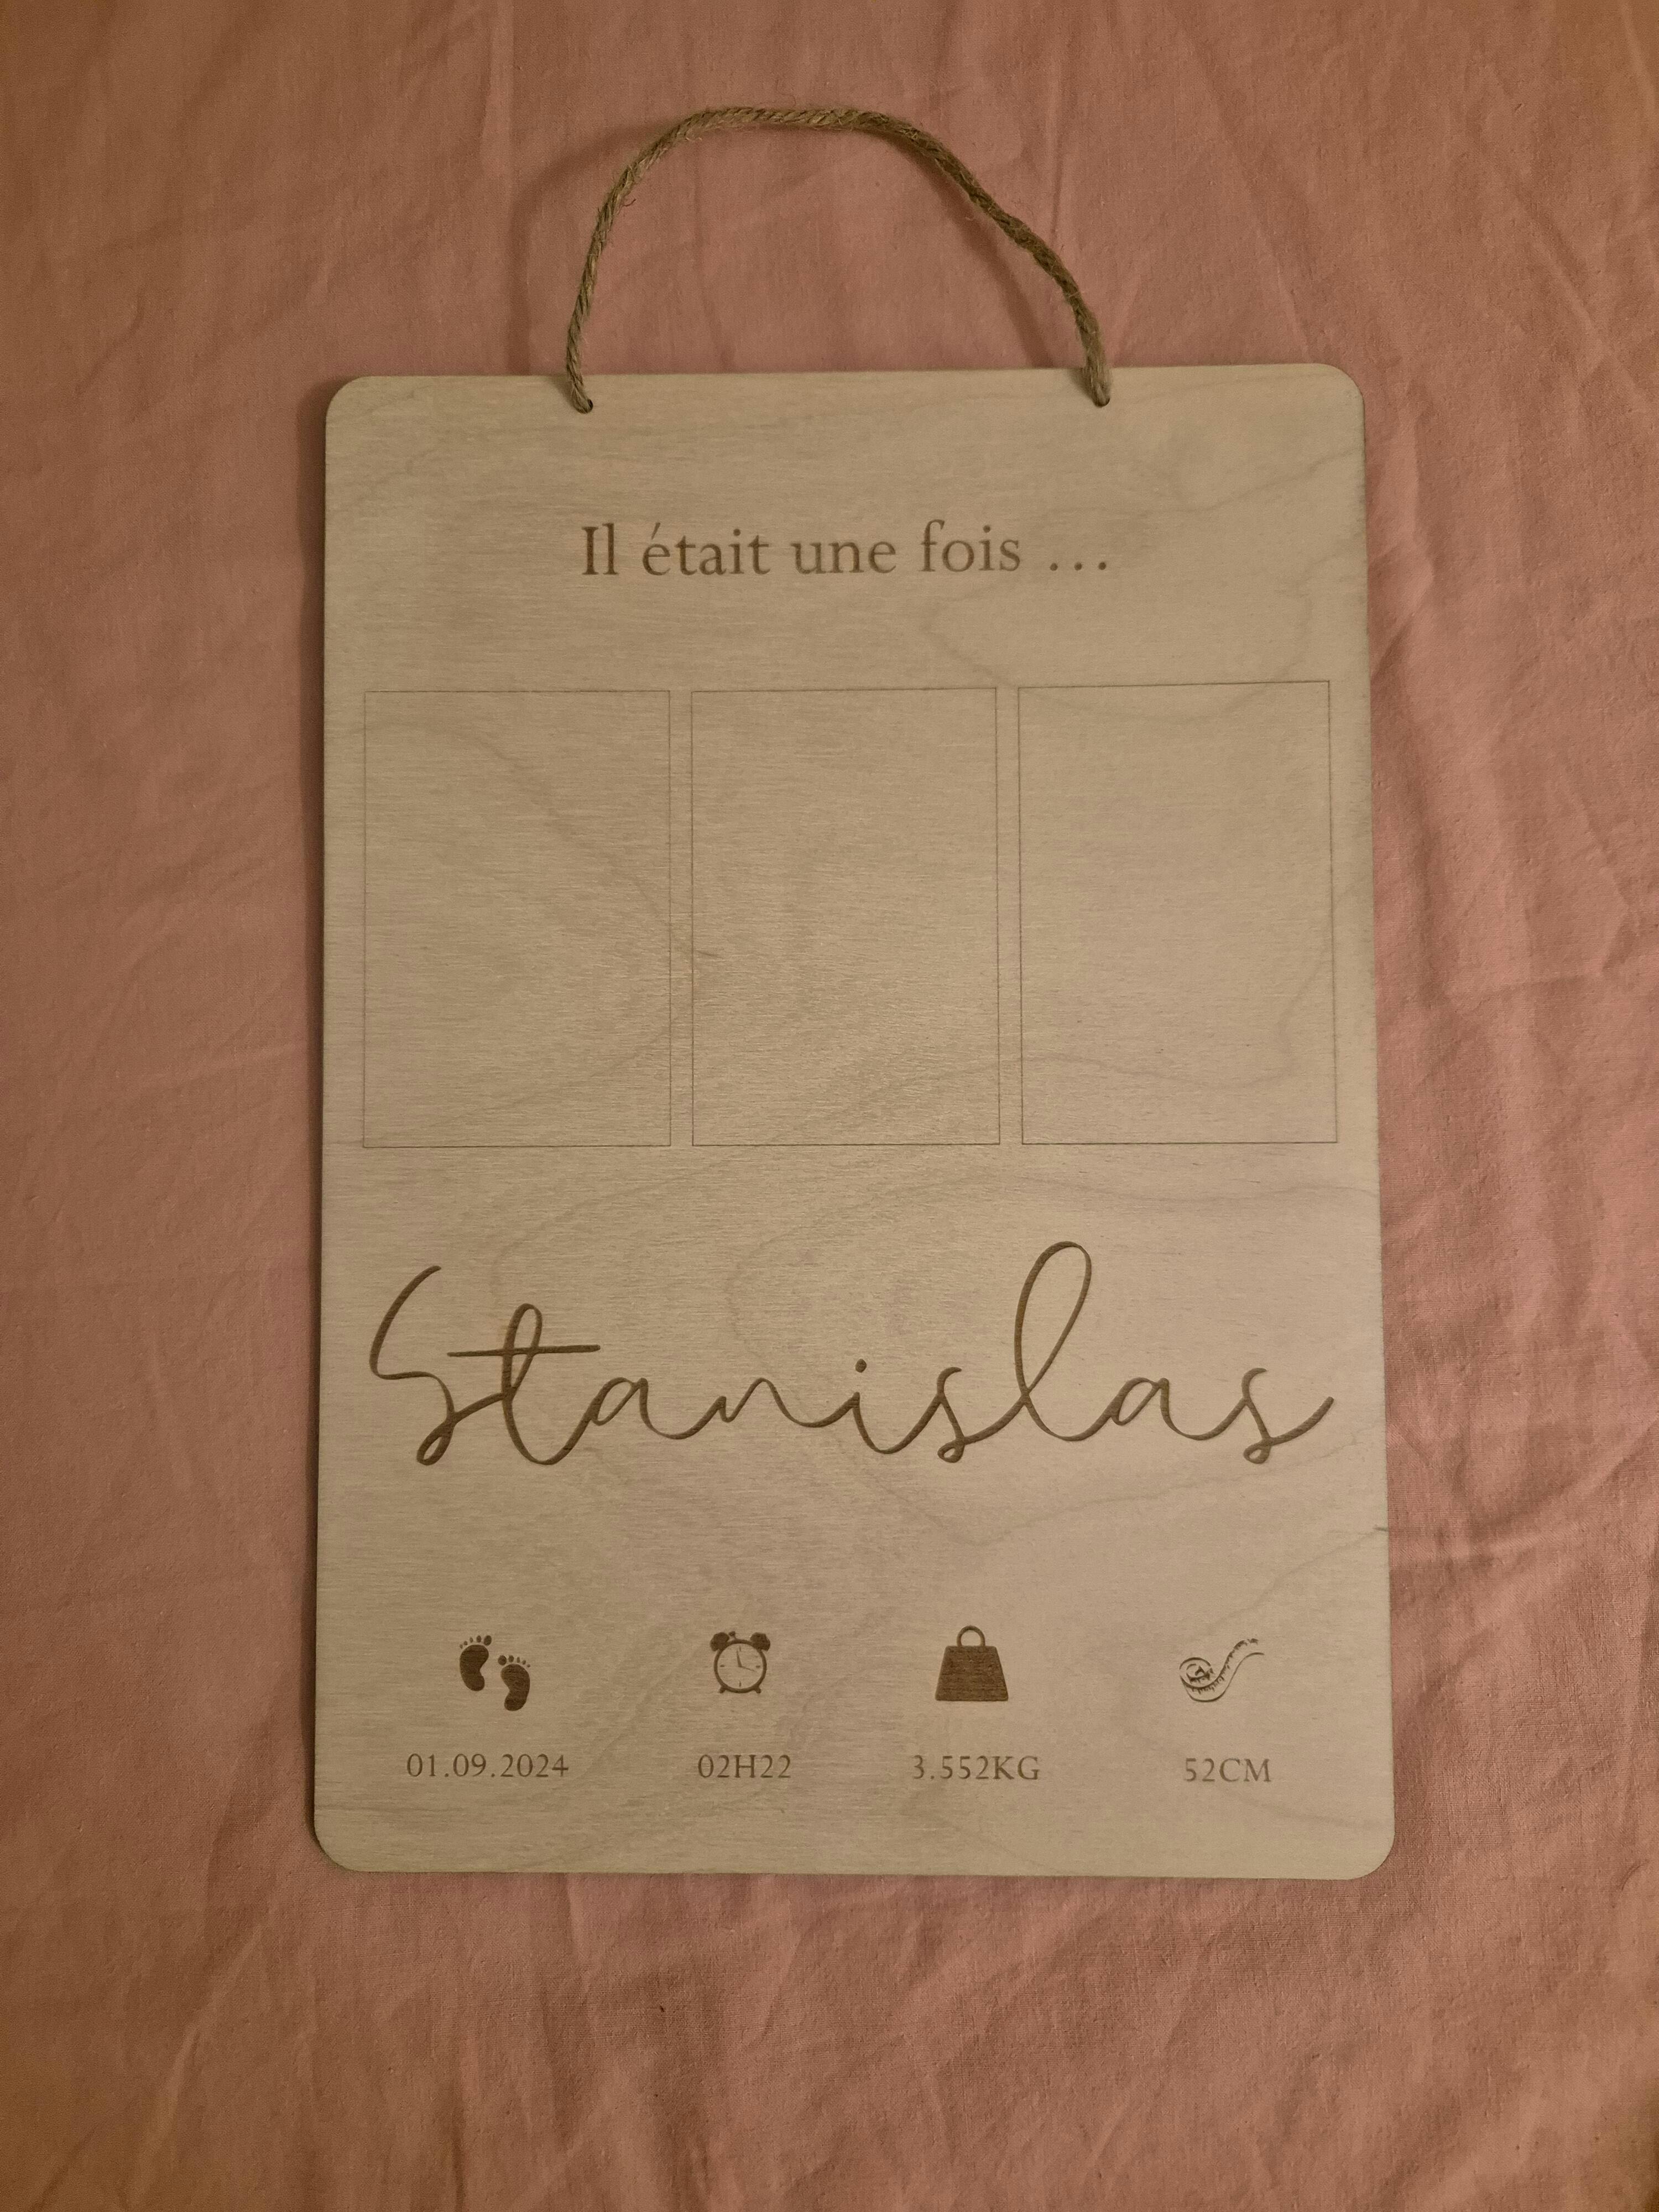 Il était une fois ...
Stanislas
01.09.2024 02H22 3.552KG 52CM